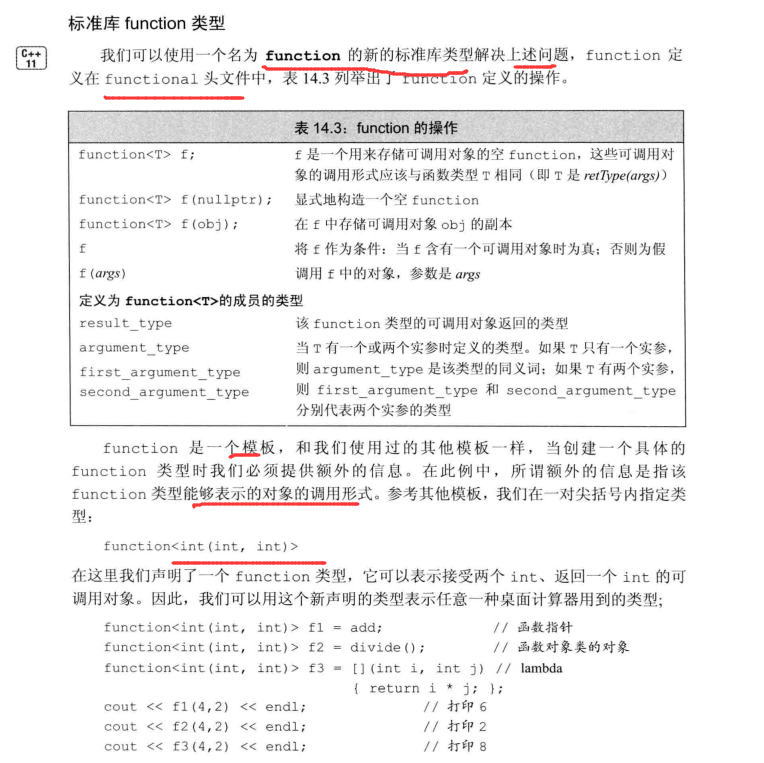 标准库 function 类型
C++
11
我们可以使用一个名为 function 的新的标准库类型解决上述问题，function 定
义在 functional 头文件中，表 14.3 列举出了 function 定义的操作。
表 14.3：function 的操作
function<T> f; f 是一个用来存储可调用对象的空 function，这些可调用对
象的调用形式应该与函数类型 T 相同（即 T 是 retType(args)）
function<T> f(nullptr); 显式地构造一个空 function
function<T> f(obj); 在 f 中存储可调用对象 obj 的副本
f 将 f 作为条件：当 f 含有一个可调用对象时为真；否则为假
f(args) 调用 f 中的对象，参数是 args
定义为 function<T>的成员的类型
result_type 该 function 类型的可调用对象返回的类型
argument_type 当 T 有一个或两个实参时定义的类型。如果 T 只有一个实参，
first_argument_type 则 argument_type 是该类型的同义词；如果 T 有两个实参，
second_argument_type 则 first_argument_type 和 second_argument_type
分别代表两个实参的类型
function 是一个模板，和我们使用过的其他模板一样，当创建一个具体的
function 类型时我们必须提供额外的信息。在此例中，所谓额外的信息是指该
function 类型能够表示的对象的调用形式。参考其他模板，我们在一对尖括号内指定类
型：
function<int(int, int)>
在这里我们声明了一个 function 类型，它可以表示接受两个 int、返回一个 int 的可
调用对象。因此，我们可以用这个新声明的类型表示任意一种桌面计算器用到的类型;
function<int(int, int)> f1 = add; // 函数指针
function<int(int, int)> f2 = divide(); // 函数对象类的对象
function<int(int, int)> f3 = [](int i, int j) // lambda
{ return i * j; };
cout << f1(4,2) << endl; // 打印 6
cout << f2(4,2) << endl; // 打印 2
cout << f3(4,2) << endl; // 打印 8